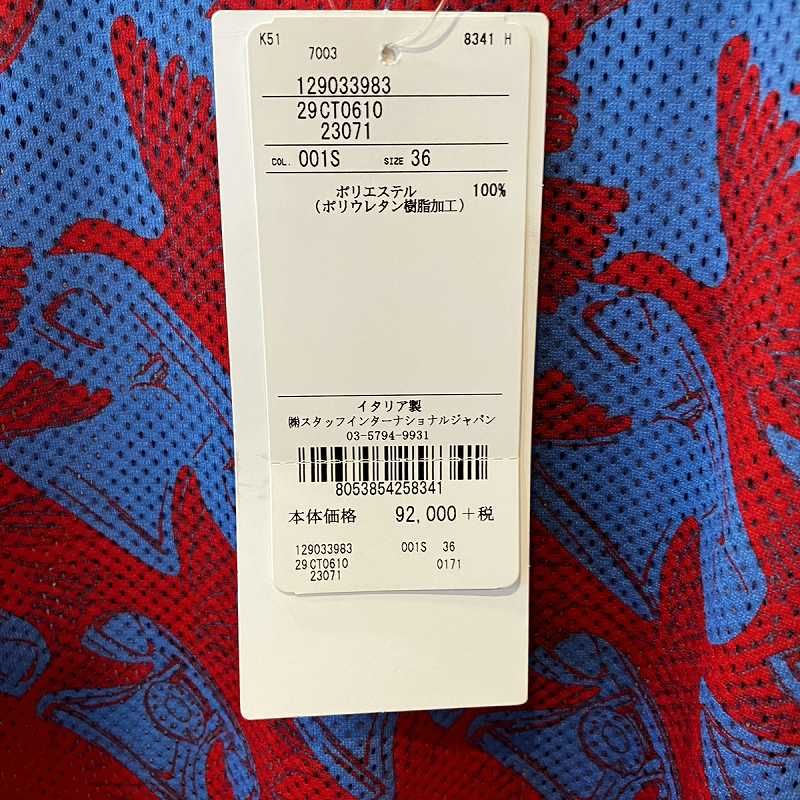 K51 8341 H
7003
129033983
29CT0610
23071
COL. 001S SIZE 36
ポリエステル 100%
(ポリウレタン樹脂加工)
イタリア製
㈱スタッフインターナショナルジャパン
03-5794-9931
8053854258341
本体価格 92,000+税
129033983 001S 36
29CT0610 0171
23071